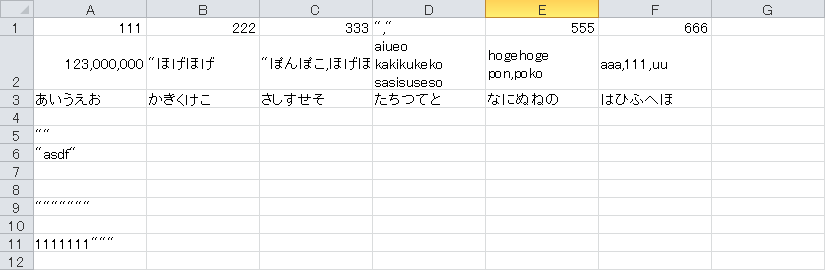 A B C D E F G
1 111 222 333 "," 555 666
2 123,000,000 "ほげほげ "ぽんぽこ,ほげほ aiueo
kakikukeko
sasisuseso hogehoge
pon,poko aaa,111,uu
3 あいうえお かきくけこ さしすせそ たちつてと なにぬねの はひふへほ
4
5 ""
6 "asdf"
7
8
9 """""""
10
11 1111111"""
12